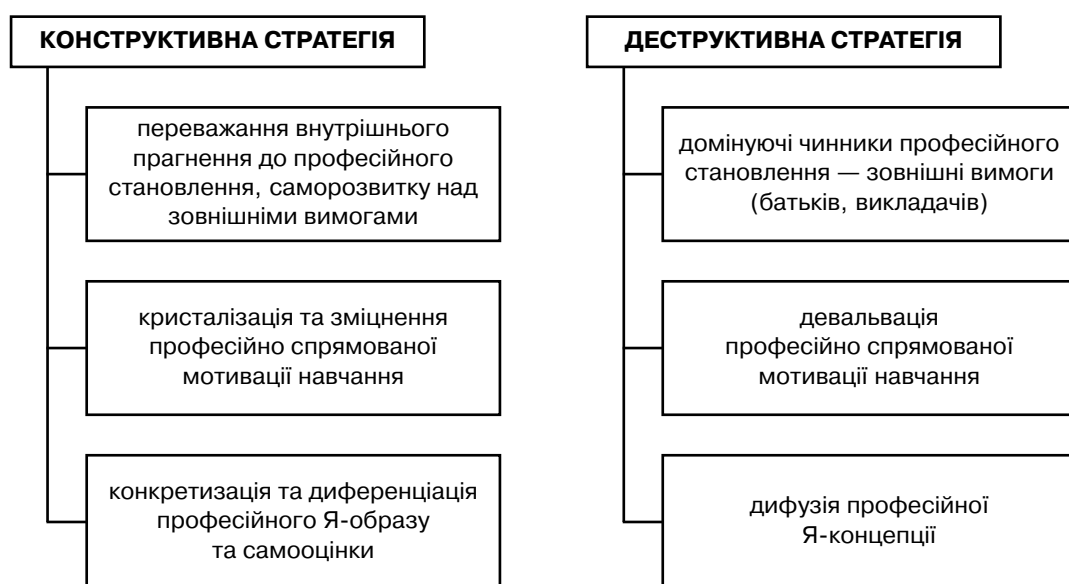 КОНСТРУКТИВНА СТРАТЕГІЯ
переважання внутрішнього
прагнення до професійного
становлення, саморозвитку над
зовнішніми вимогами
кристалізація та зміцнення
професійно спрямованої
мотивації навчання
конкретизація та диференціація
професійного Я-образу
та самооцінки
ДЕСТРУКТИВНА СТРАТЕГІЯ
домінуючі чинники професійного
становлення — зовнішні вимоги
(батьків, викладачів)
девальвація
професійно спрямованої
мотивації навчання
дифузія професійної
Я-концепції